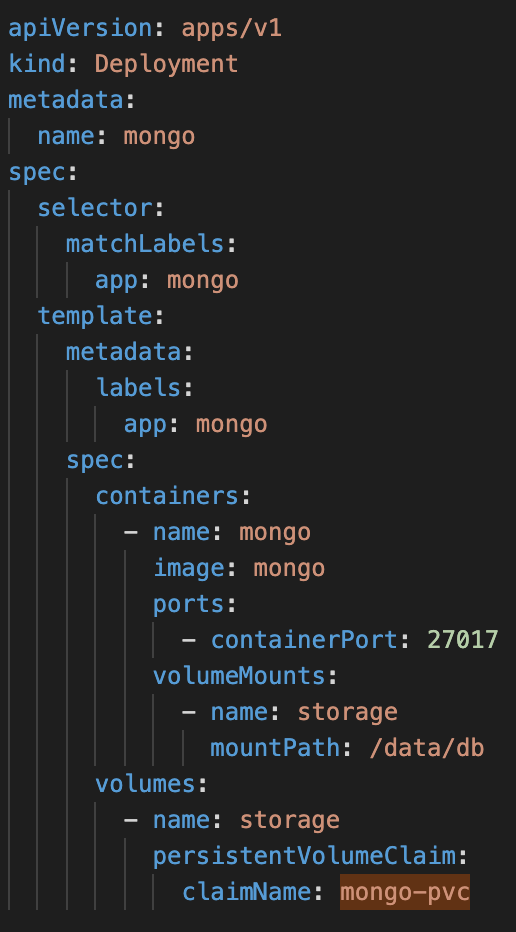 apiVersion: apps/v1
kind: Deployment
metadata:
  name: mongo
spec:
  selector:
    matchLabels:
      app: mongo
  template:
    metadata:
      labels:
        app: mongo
    spec:
      containers:
        - name: mongo
          image: mongo
          ports:
            - containerPort: 27017
          volumeMounts:
            - name: storage
              mountPath: /data/db
      volumes:
        - name: storage
          persistentVolumeClaim:
            claimName: mongo-pvc